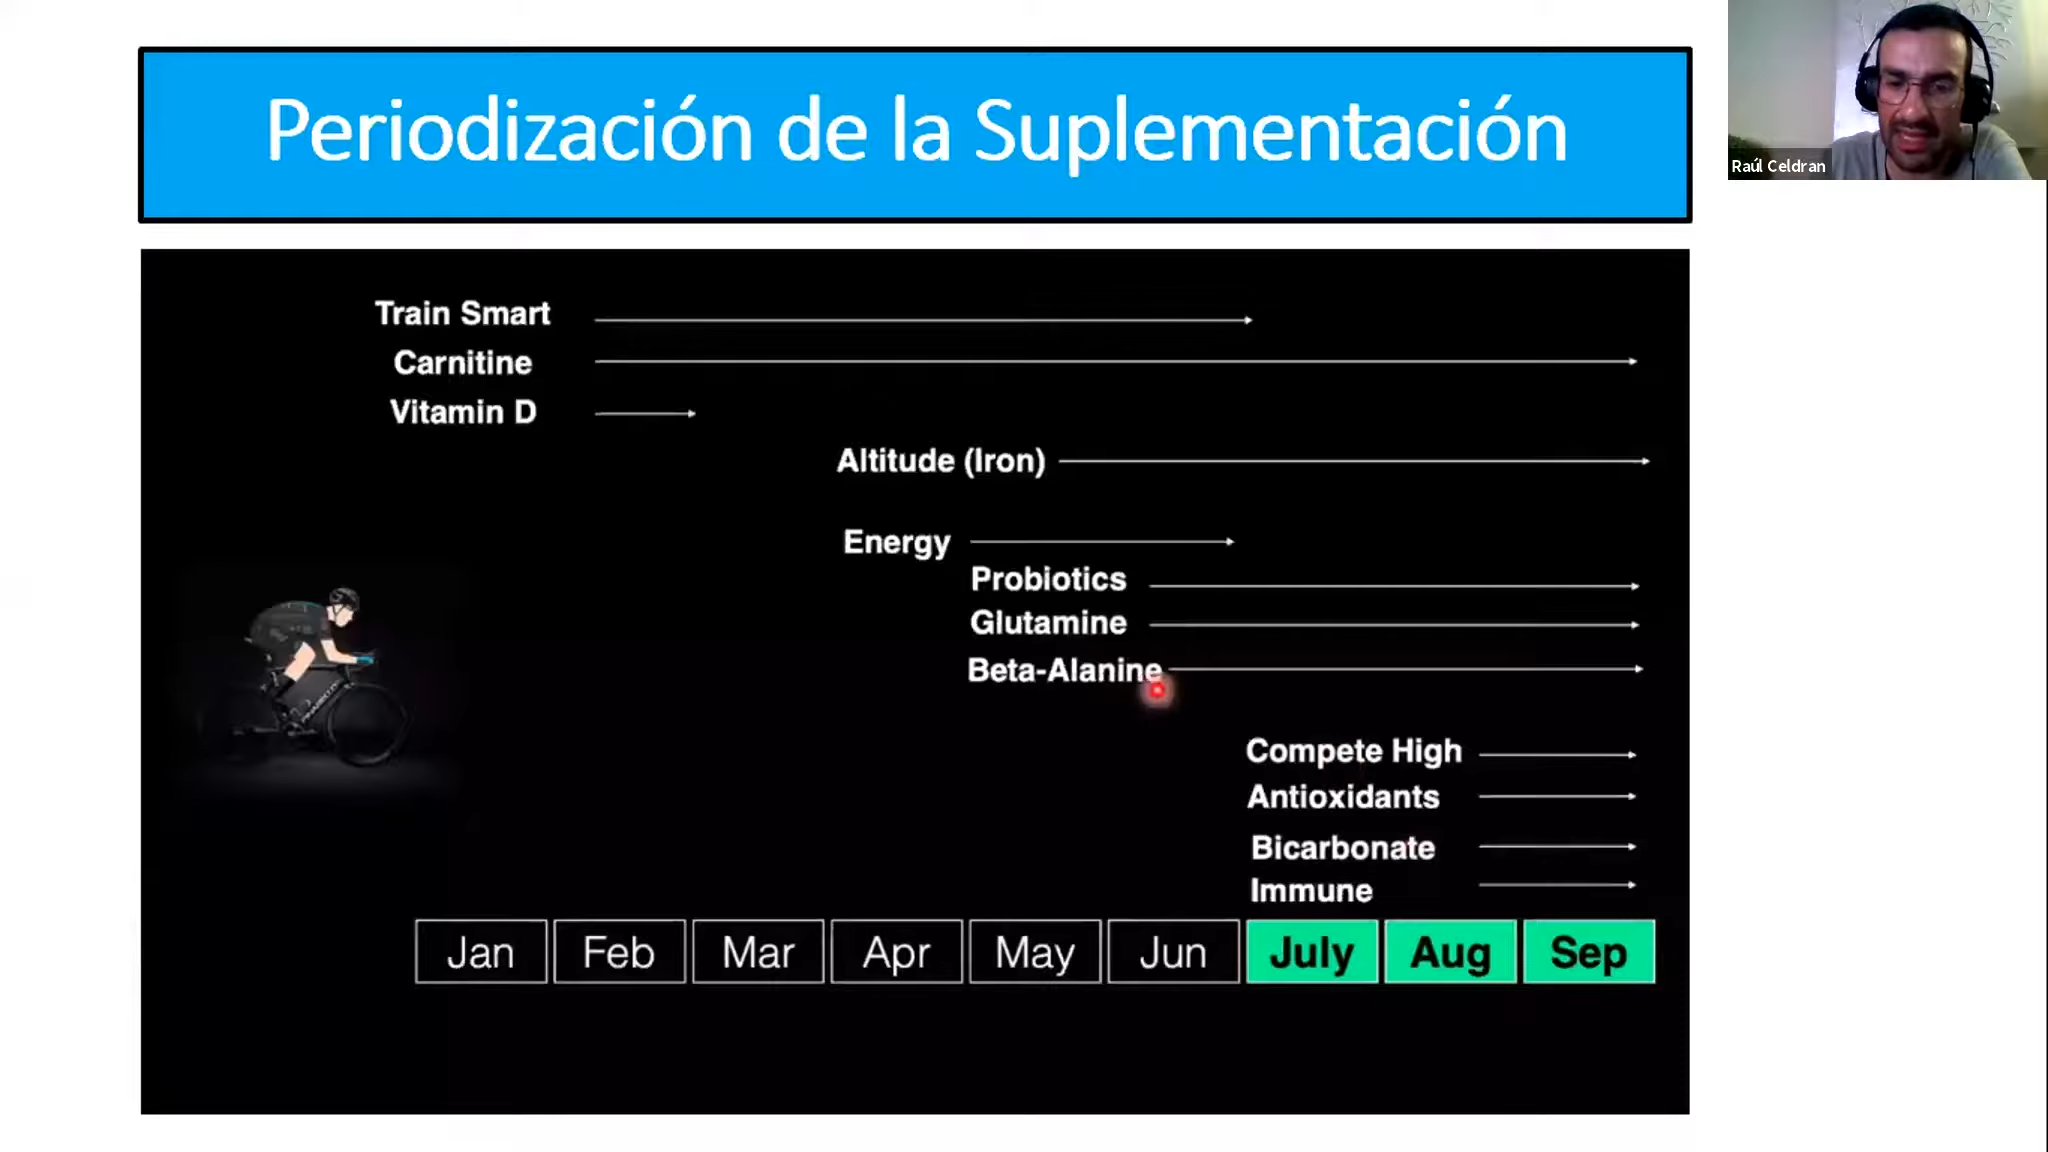 Periodización de la Suplementación
Raúl Celdran
Train Smart
Carnitine
Vitamin D
Altitude (Iron)
Energy
Probiotics
Glutamine
Beta-Alanine
Compete High
Antioxidants
Bicarbonate
Immune
Jan Feb Mar Apr May Jun July Aug Sep